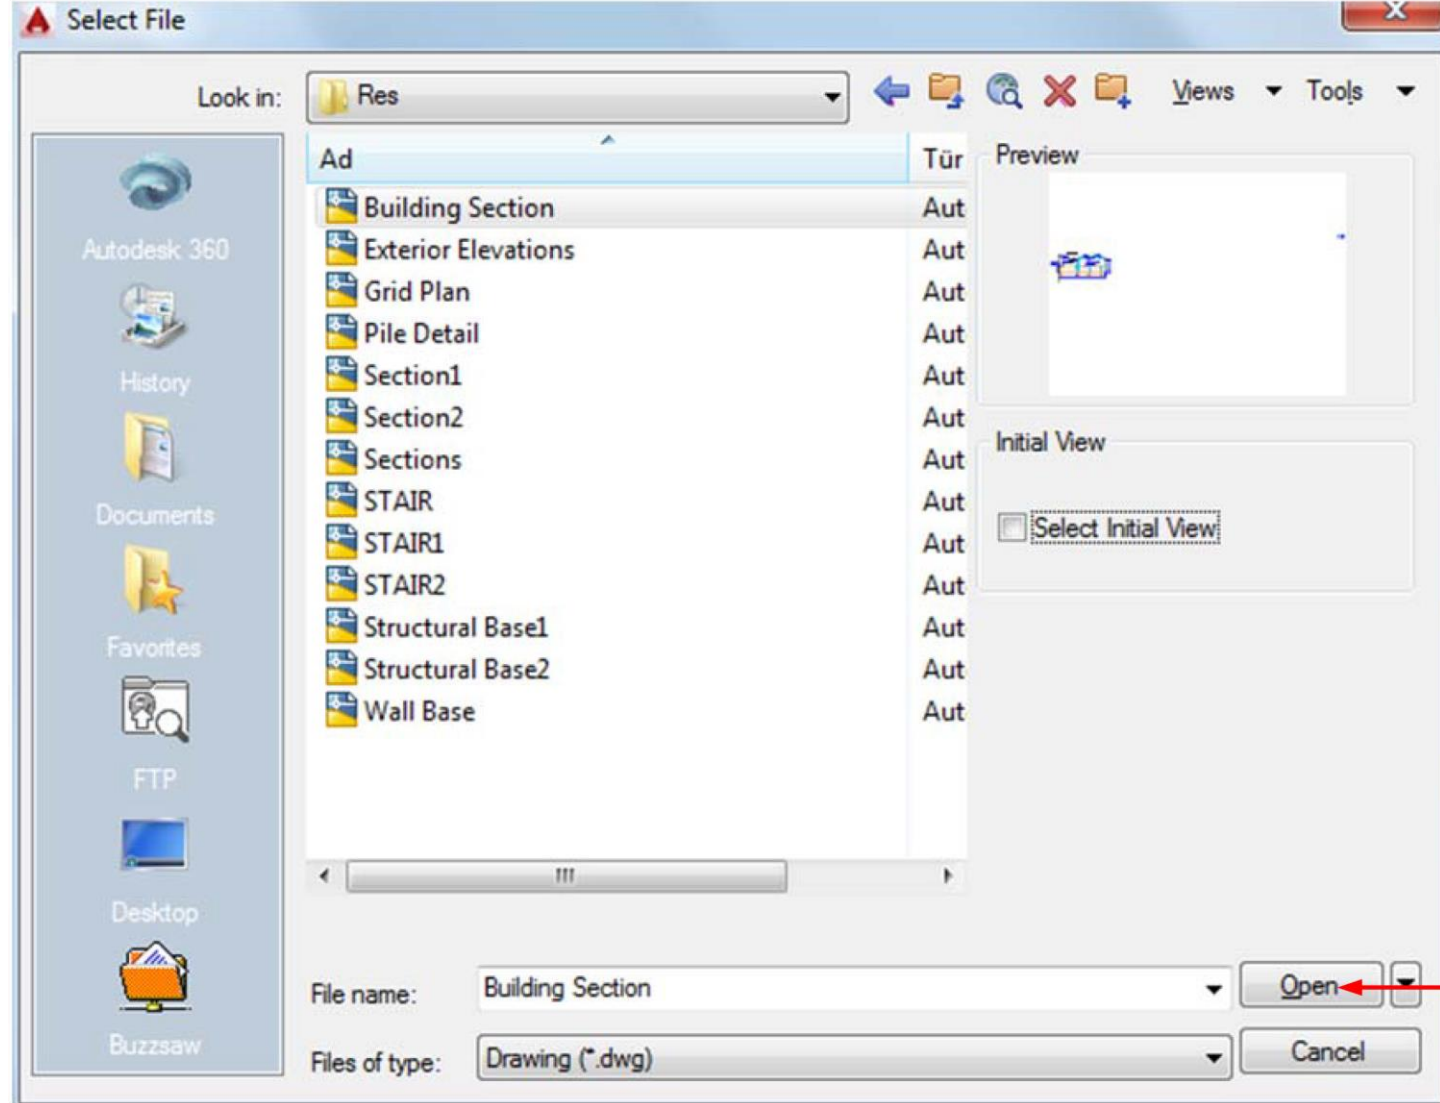 Select File
Look in: Res Views Tools
Ad Tür
Building Section Aut
Exterior Elevations Aut
Grid Plan Aut
Pile Detail Aut
Section1 Aut
Section2 Aut
Sections Aut
STAIR Aut
STAIR1 Aut
STAIR2 Aut
Structural Base1 Aut
Structural Base2 Aut
Wall Base Aut
Autodesk 360
History
Documents
Favorites
FTP
Desktop
Buzzsaw
Preview
Initial View
Select Initial View
File name: Building Section Open
Files of type: Drawing (*.dwg) Cancel